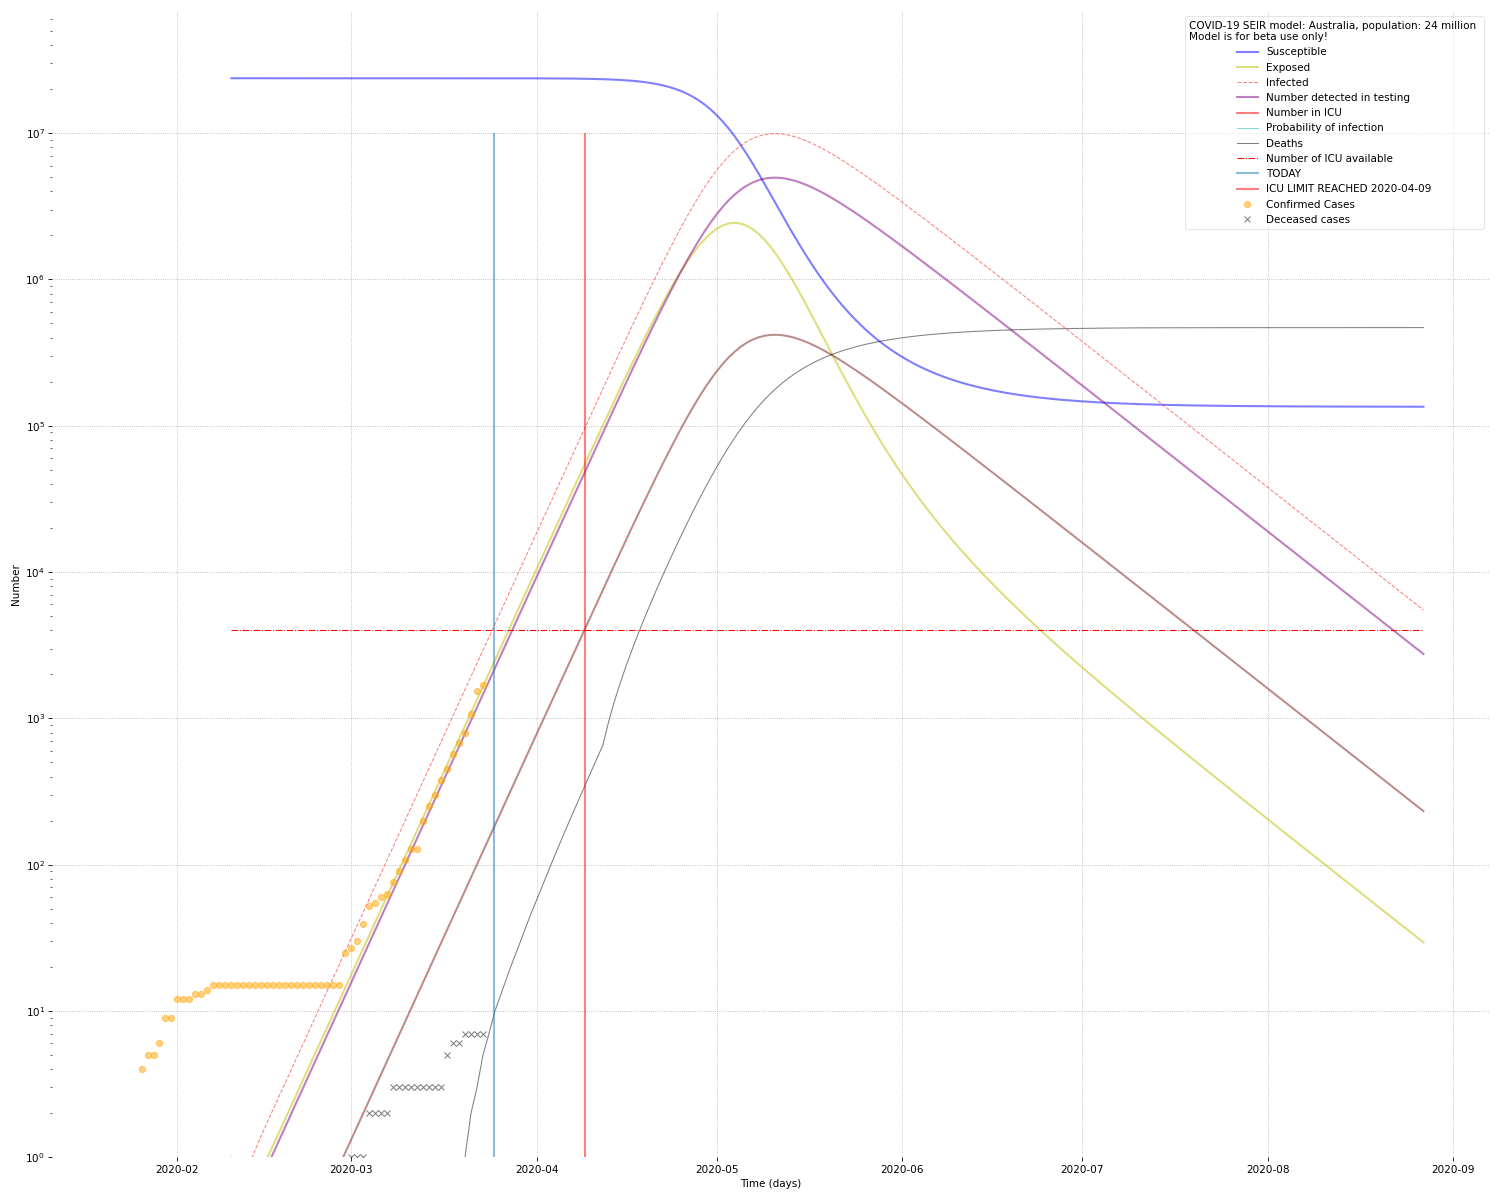 COVID-19 SEIR model: Australia, population: 24 million
Model is for beta use only!
Susceptible
Exposed
Infected
Number detected in testing
Number in ICU
Probability of infection
Deaths
Number of ICU available
TODAY
ICU LIMIT REACHED 2020-04-09
Confirmed Cases
Deceased cases
10⁷
10⁶
10⁵
10⁴
10³
10²
10¹
10⁰
Number
2020-02 2020-03 2020-04 2020-05 2020-06 2020-07 2020-08 2020-09
Time (days)